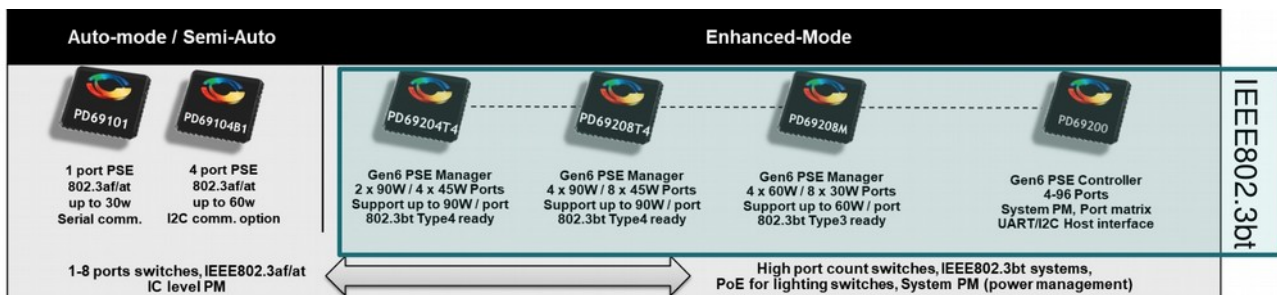 Auto-mode / Semi-Auto
Enhanced-Mode
PD69101
PD69104B1
PD69204T4
PD69208T4
PD69208M
PD69200
1 port PSE
802.3af/at
up to 30w
Serial comm.
4 port PSE
802.3af/at
up to 60w
I2C comm. option
Gen6 PSE Manager
2 x 90W / 4 x 45W Ports
Support up to 90W / port
802.3bt Type4 ready
Gen6 PSE Manager
4 x 90W / 8 x 45W Ports
Support up to 90W / port
802.3bt Type4 ready
Gen6 PSE Manager
4 x 60W / 8 x 30W Ports
Support up to 60W / port
802.3bt Type3 ready
Gen6 PSE Controller
4-96 Ports
System PM, Port matrix
UART/I2C Host interface
IEEE802.3bt
1-8 ports switches, IEEE802.3af/at
IC level PM
High port count switches, IEEE802.3bt systems,
PoE for lighting switches, System PM (power management)